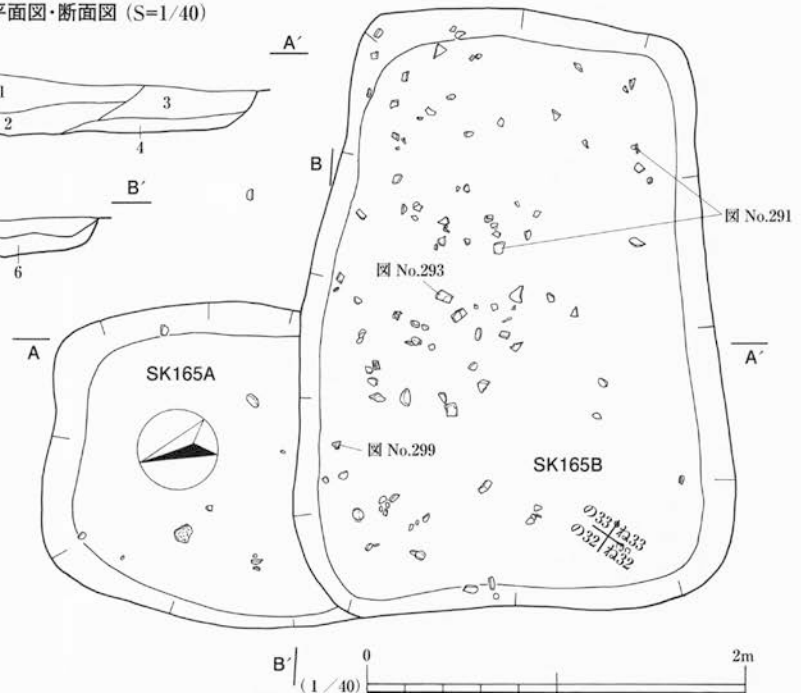 平面図・断面図 (S=1/40)
A´
1
3
2
4
B
B´
6
図 No.291
図 No.293
A
A´
SK165A
図 No.299
SK165B
の33 ね33
の32 ね32
B´
0
2m
(1/40)